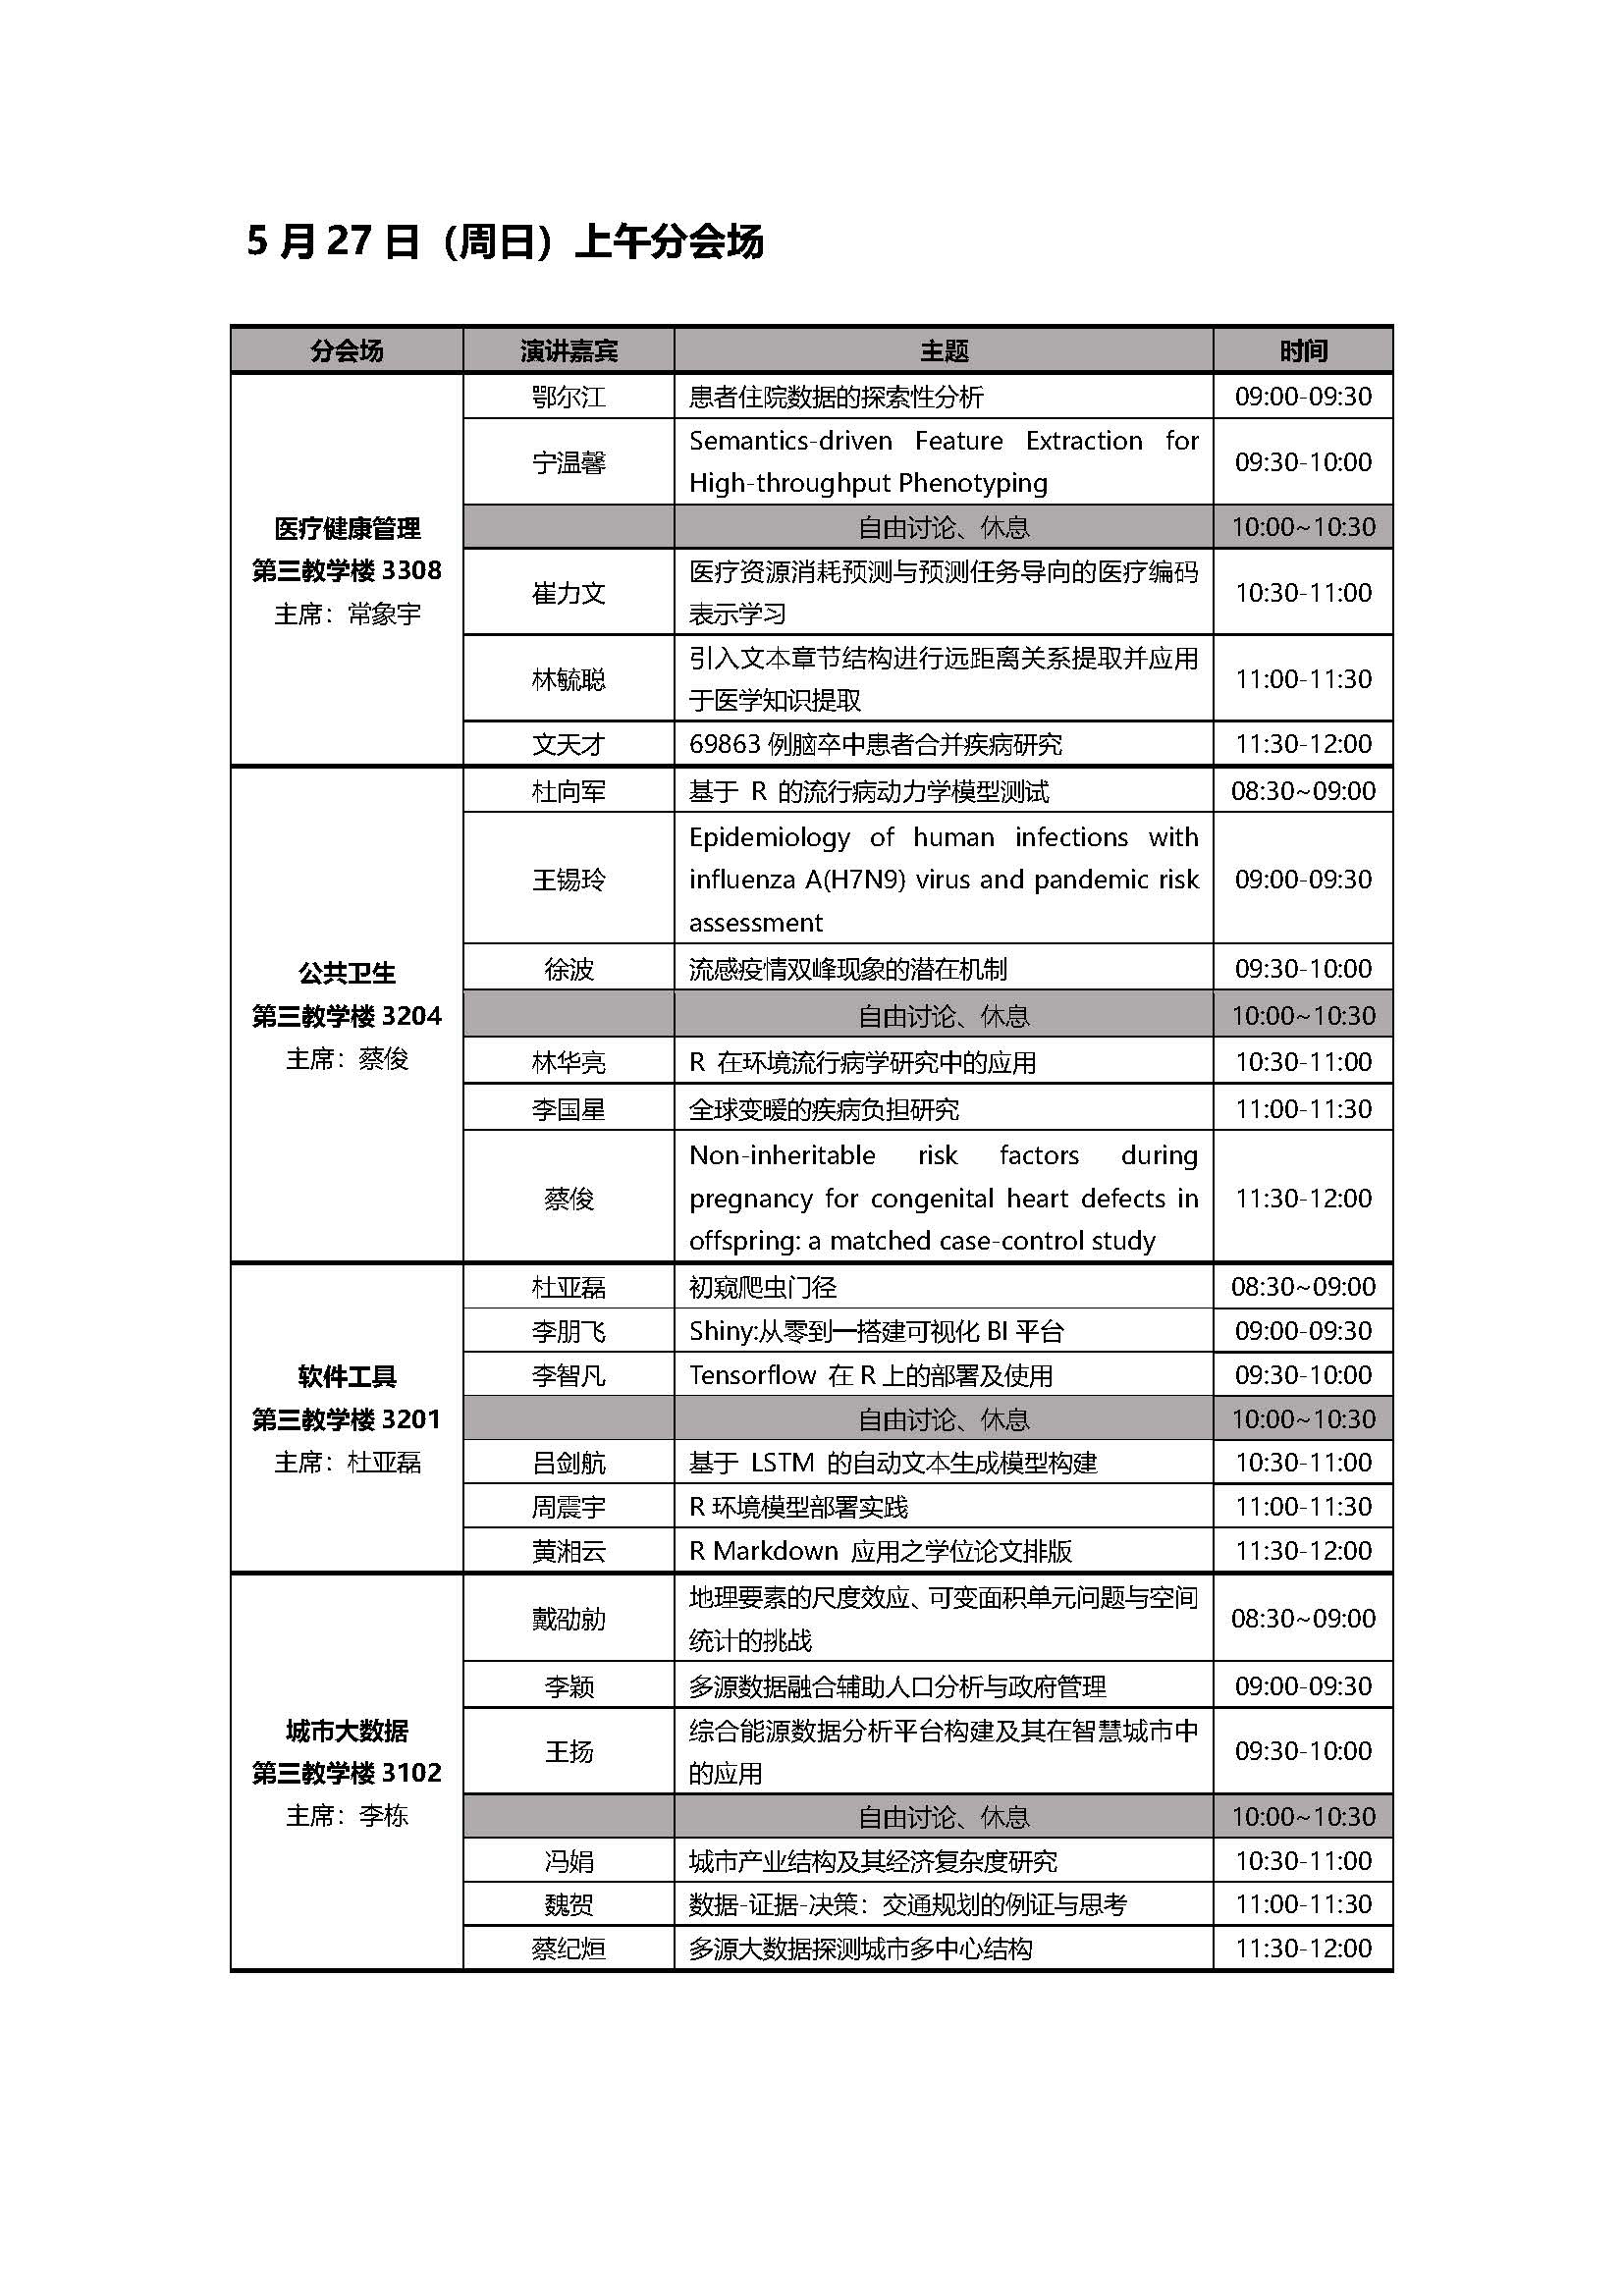 5 月 27 日（周日）上午分会场
分会场 演讲嘉宾 主题 时间
医疗健康管理
第三教学楼 3308
主席：常象宇
鄂尔江 患者住院数据的探索性分析 09:00-09:30
宁温馨 Semantics-driven Feature Extraction for
High-throughput Phenotyping 09:30-10:00
自由讨论、休息 10:00~10:30
崔力文 医疗资源消耗预测与预测任务导向的医疗编码
表示学习 10:30-11:00
林毓聪 引入文本章节结构进行远距离关系提取并应用
于医学知识提取 11:00-11:30
文天才 69863 例脑卒中患者合并疾病研究 11:30-12:00
公共卫生
第三教学楼 3204
主席：蔡俊
杜向军 基于 R 的流行病动力学模型测试 08:30~09:00
王锡玲 Epidemiology of human infections with
influenza A(H7N9) virus and pandemic risk
assessment 09:00-09:30
徐波 流感疫情双峰现象的潜在机制 09:30-10:00
自由讨论、休息 10:00~10:30
林华亮 R 在环境流行病学研究中的应用 10:30-11:00
李国星 全球变暖的疾病负担研究 11:00-11:30
蔡俊 Non-inheritable risk factors during
pregnancy for congenital heart defects in
offspring: a matched case-control study 11:30-12:00
软件工具
第三教学楼 3201
主席：杜亚磊
杜亚磊 初窥爬虫门径 08:30~09:00
李朋飞 Shiny:从零到一搭建可视化 BI 平台 09:00-09:30
李智凡 Tensorflow 在 R 上的部署及使用 09:30-10:00
自由讨论、休息 10:00~10:30
吕剑航 基于 LSTM 的自动文本生成模型构建 10:30-11:00
周震宇 R 环境模型部署实践 11:00-11:30
黄湘云 R Markdown 应用之学位论文排版 11:30-12:00
城市大数据
第三教学楼 3102
主席：李栋
戴劭勍 地理要素的尺度效应、可变面积单元问题与空间
统计的挑战 08:30~09:00
李颖 多源数据融合辅助人口分析与政府管理 09:00-09:30
王扬 综合能源数据分析平台构建及其在智慧城市中
的应用 09:30-10:00
自由讨论、休息 10:00~10:30
冯娟 城市产业结构及其经济复杂度研究 10:30-11:00
魏贺 数据-证据-决策：交通规划的例证与思考 11:00-11:30
蔡纪烜 多源大数据探测城市多中心结构 11:30-12:00